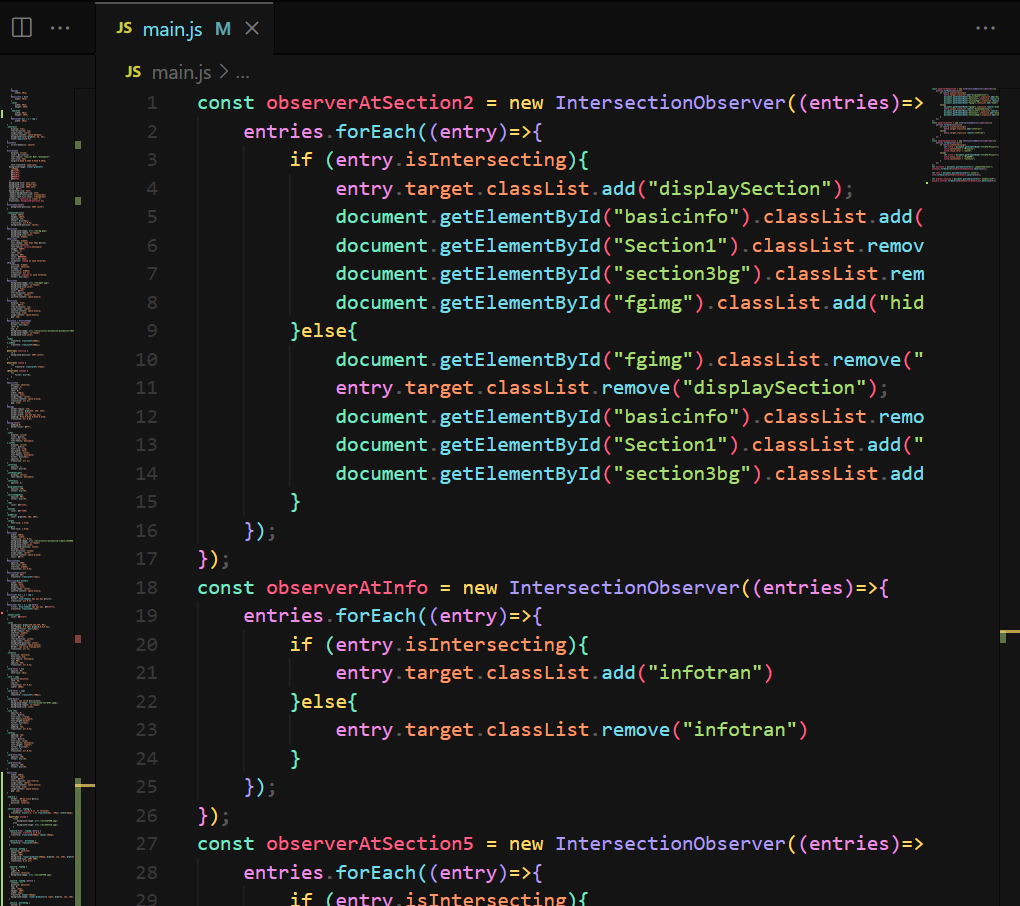 JS main.js M
JS main.js > ...
1 const observerAtSection2 = new IntersectionObserver((entries)=>
2 entries.forEach((entry)=>{
3 if (entry.isIntersecting){
4 entry.target.classList.add("displaySection");
5 document.getElementById("basicinfo").classList.add(
6 document.getElementById("Section1").classList.remov
7 document.getElementById("section3bg").classList.rem
8 document.getElementById("fgimg").classList.add("hid
9 }else{
10 document.getElementById("fgimg").classList.remove("
11 entry.target.classList.remove("displaySection");
12 document.getElementById("basicinfo").classList.remo
13 document.getElementById("Section1").classList.add("
14 document.getElementById("section3bg").classList.add
15 }
16 });
17 });
18 const observerAtInfo = new IntersectionObserver((entries)=>{
19 entries.forEach((entry)=>{
20 if (entry.isIntersecting){
21 entry.target.classList.add("infotran")
22 }else{
23 entry.target.classList.remove("infotran")
24 }
25 });
26 });
27 const observerAtSection5 = new IntersectionObserver((entries)=>
28 entries.forEach((entry)=>{
29 if (entry.isIntersecting){